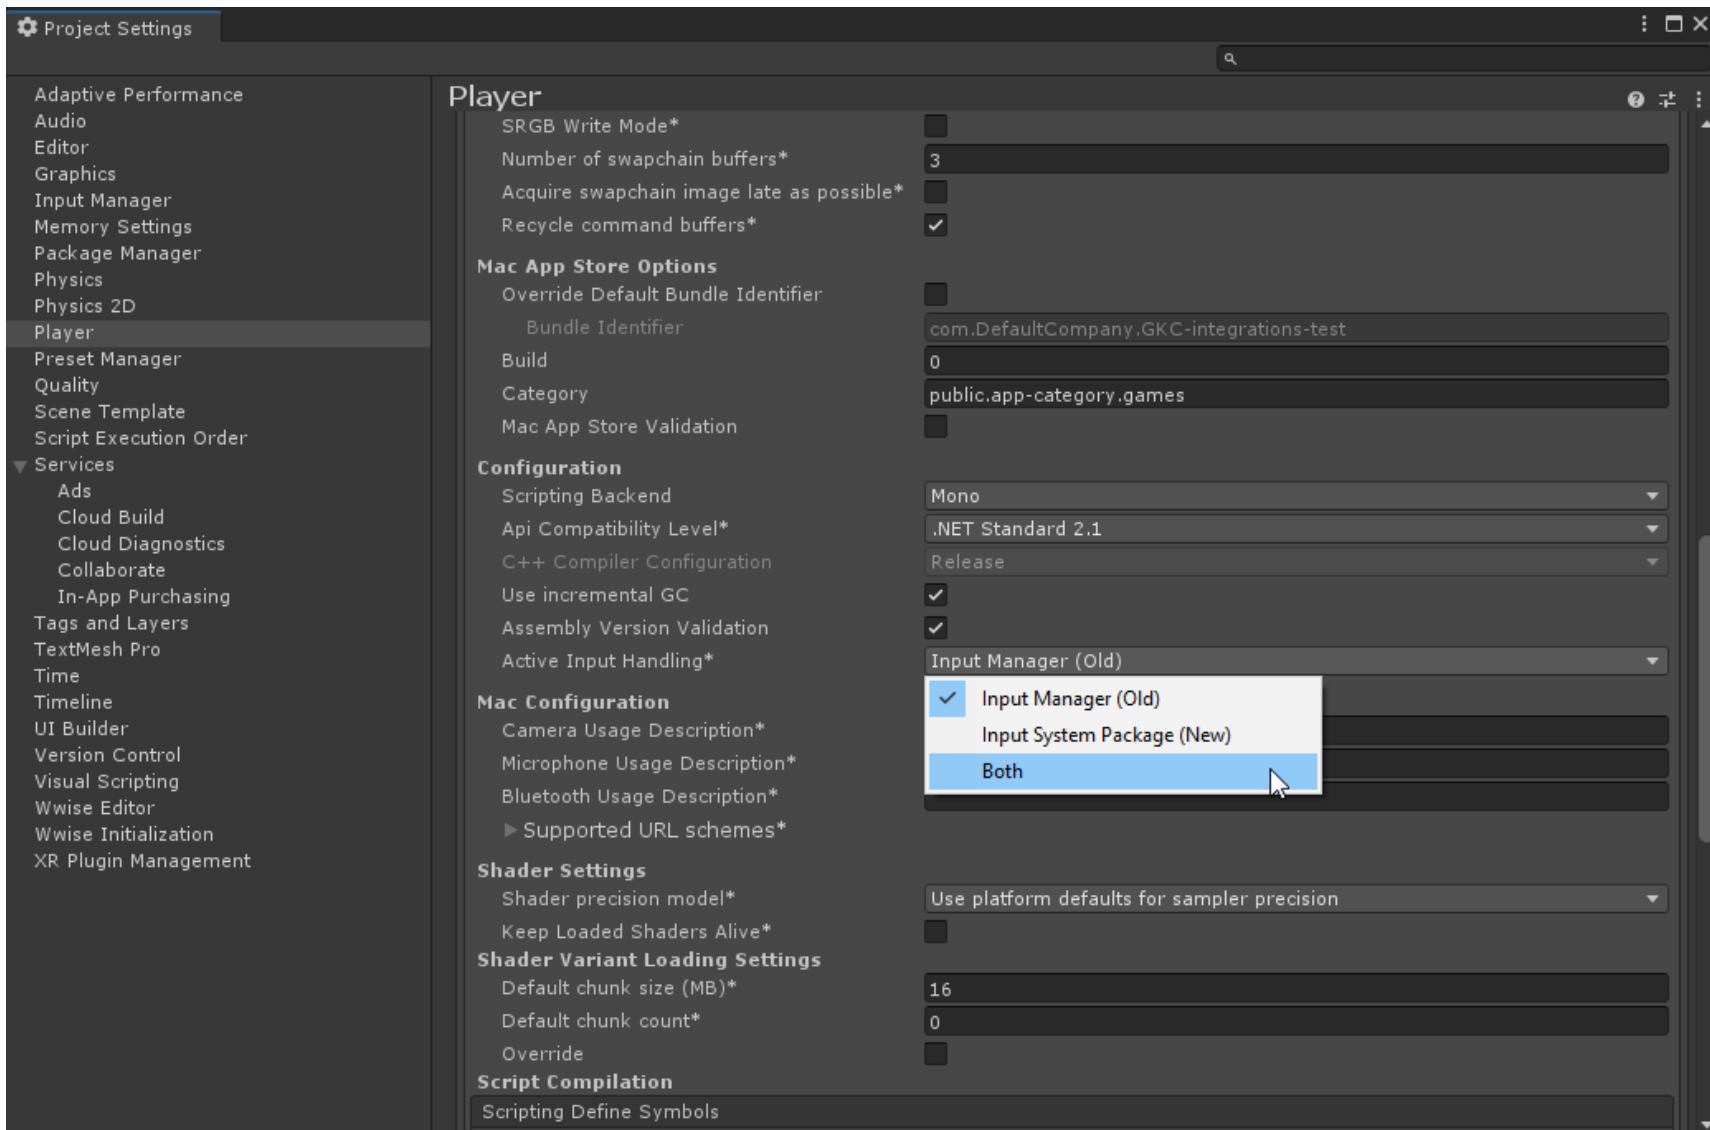 Project Settings
Adaptive Performance
Audio
Editor
Graphics
Input Manager
Memory Settings
Package Manager
Physics
Physics 2D
Player
Preset Manager
Quality
Scene Template
Script Execution Order
Services
Ads
Cloud Build
Cloud Diagnostics
Collaborate
In-App Purchasing
Tags and Layers
TextMesh Pro
Time
Timeline
UI Builder
Version Control
Visual Scripting
Wwise Editor
Wwise Initialization
XR Plugin Management
Player
SRGB Write Mode*
Number of swapchain buffers* 3
Acquire swapchain image late as possible*
Recycle command buffers*
Mac App Store Options
Override Default Bundle Identifier
Bundle Identifier com.DefaultCompany.GKC-integrations-test
Build 0
Category public.app-category.games
Mac App Store Validation
Configuration
Scripting Backend Mono
Api Compatibility Level* .NET Standard 2.1
C++ Compiler Configuration Release
Use incremental GC
Assembly Version Validation
Active Input Handling* Input Manager (Old)
Input Manager (Old)
Input System Package (New)
Both
Mac Configuration
Camera Usage Description*
Microphone Usage Description*
Bluetooth Usage Description*
Supported URL schemes*
Shader Settings
Shader precision model* Use platform defaults for sampler precision
Keep Loaded Shaders Alive*
Shader Variant Loading Settings
Default chunk size (MB)* 16
Default chunk count* 0
Override
Script Compilation
Scripting Define Symbols